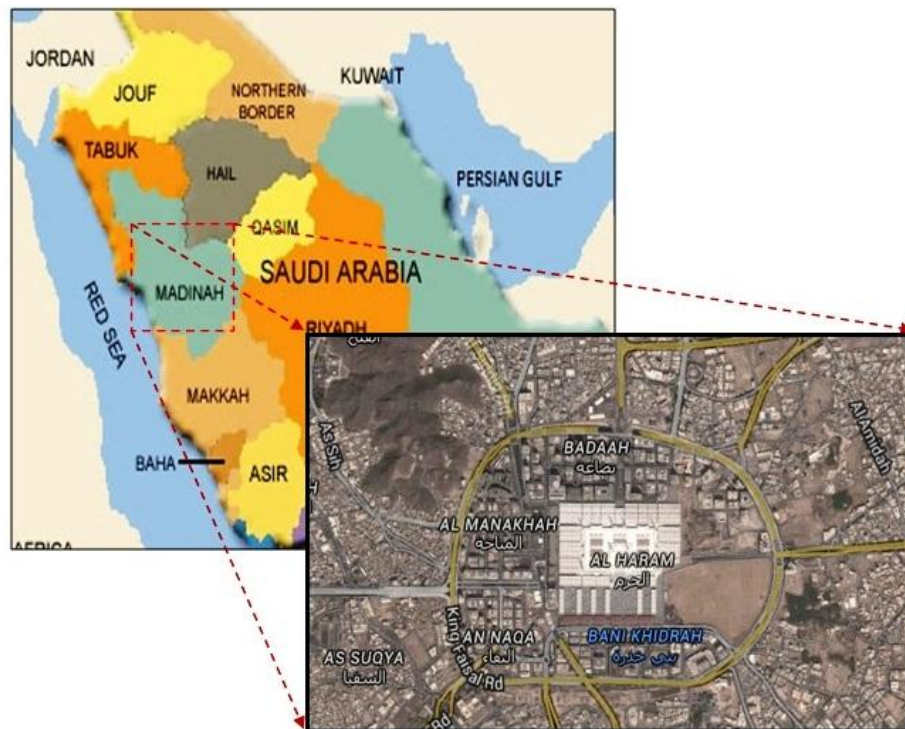 JORDAN
JOUF
NORTHERN
BORDER
KUWAIT
TABUK
HAIL
PERSIAN GULF
QASIM
SAUDI ARABIA
MADINAH
RED SEA
RIYADH
MAKKAH
BAHA
ASIR
AFRICA
الفتح
As Sih
BADAAH
بضاعة
Al Amidah
AL MANAKHAH
المناخة
AL HARAM
الحرم
King Faisal Rd
AN NAQA
النقاء
BANI KHIDRAH
بني خدرة
AS SUQYA
السقيا
Rd